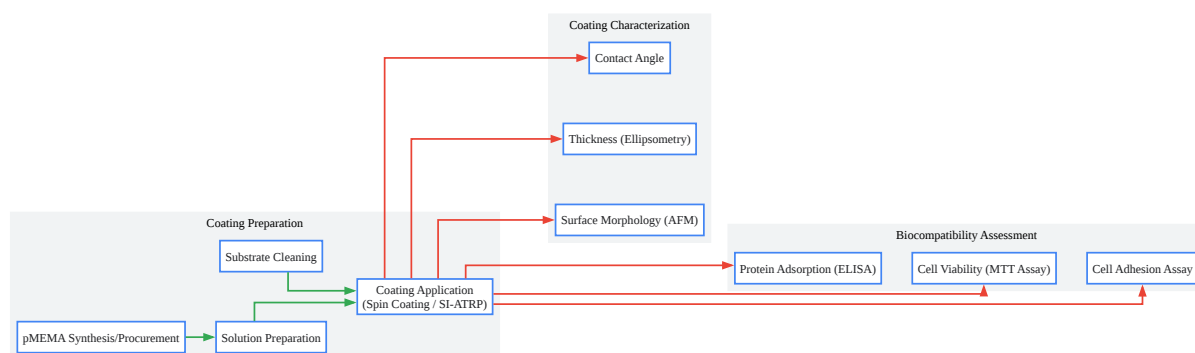 Coating Characterization
Contact Angle
Thickness (Ellipsometry)
Surface Morphology (AFM)
Coating Preparation
Substrate Cleaning
Coating Application
(Spin Coating / SI-ATRP)
pMEMA Synthesis/Procurement
Solution Preparation
Biocompatibility Assessment
Protein Adsorption (ELISA)
Cell Viability (MTT Assay)
Cell Adhesion Assay